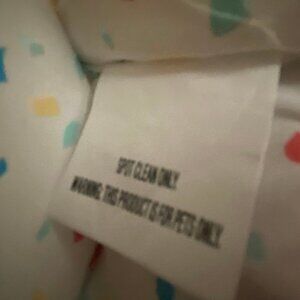 SPOT CLEAN ONLY.
WARNING: THIS PRODUCT IS FOR PETS ONLY.